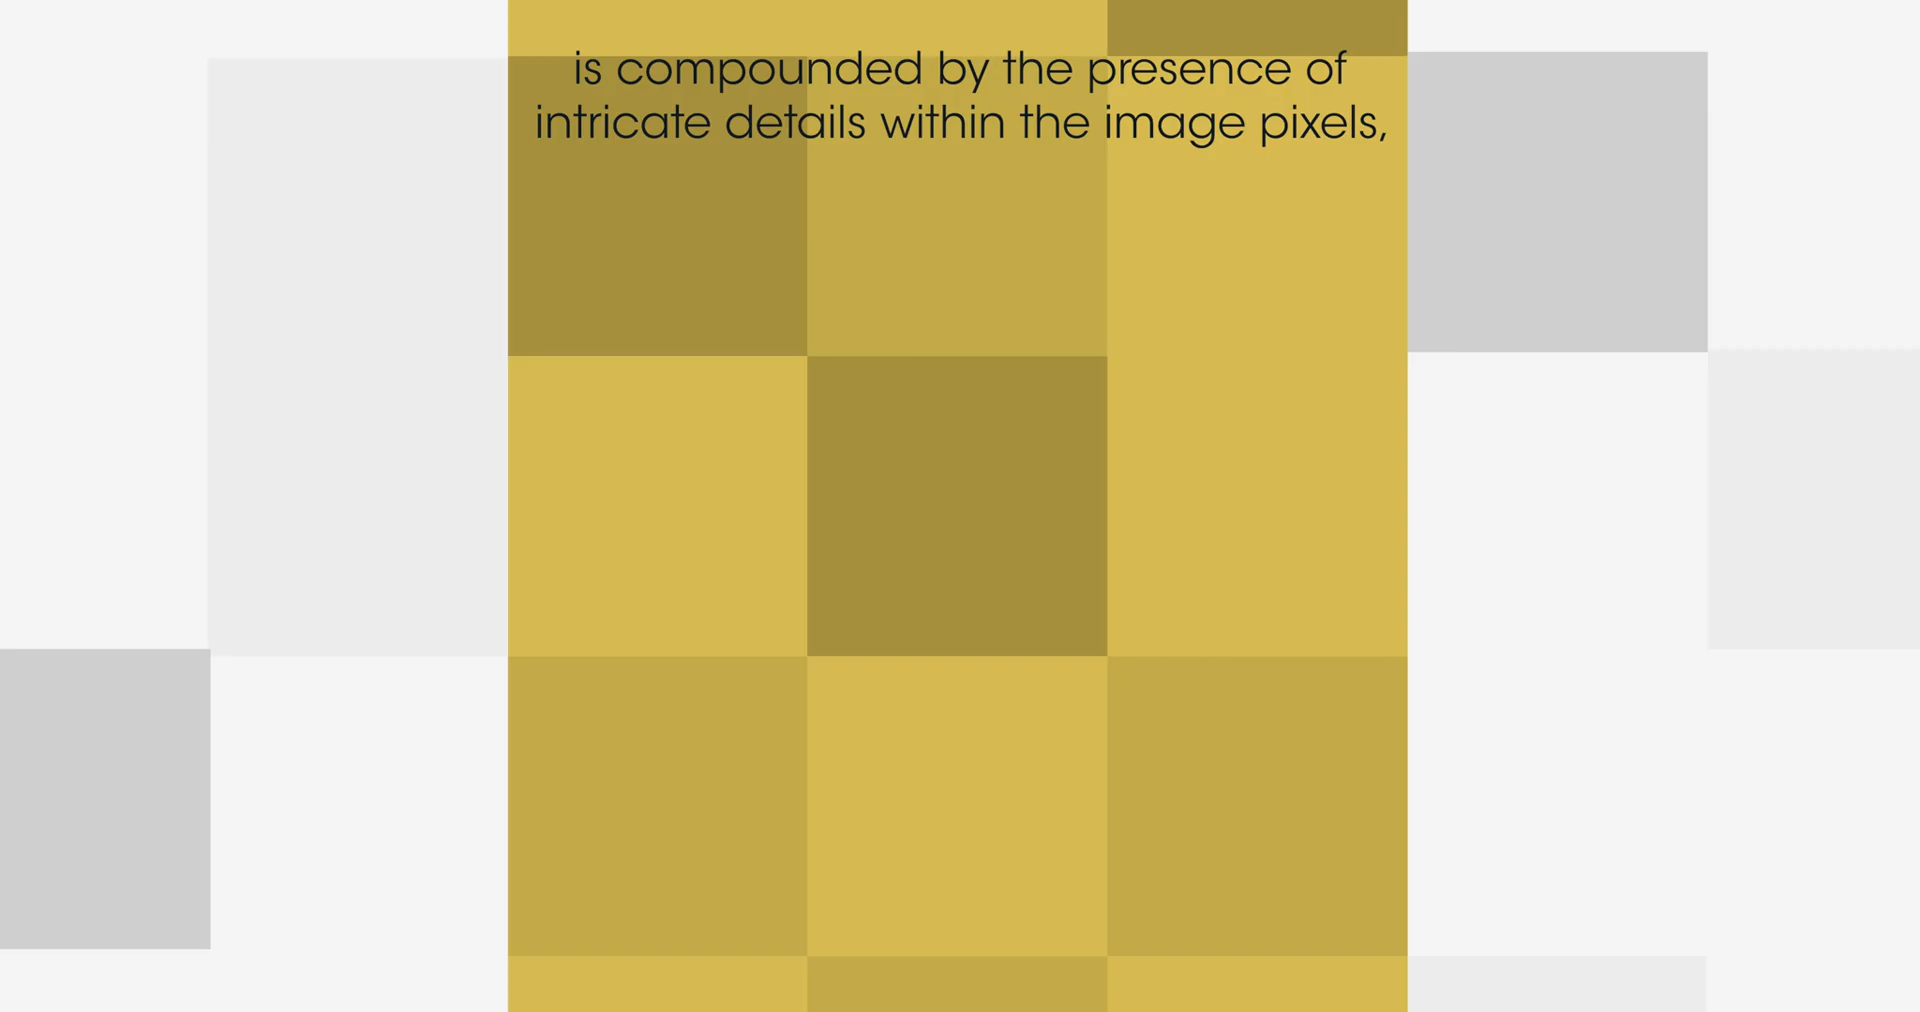 is compounded by the presence of
intricate details within the image pixels,